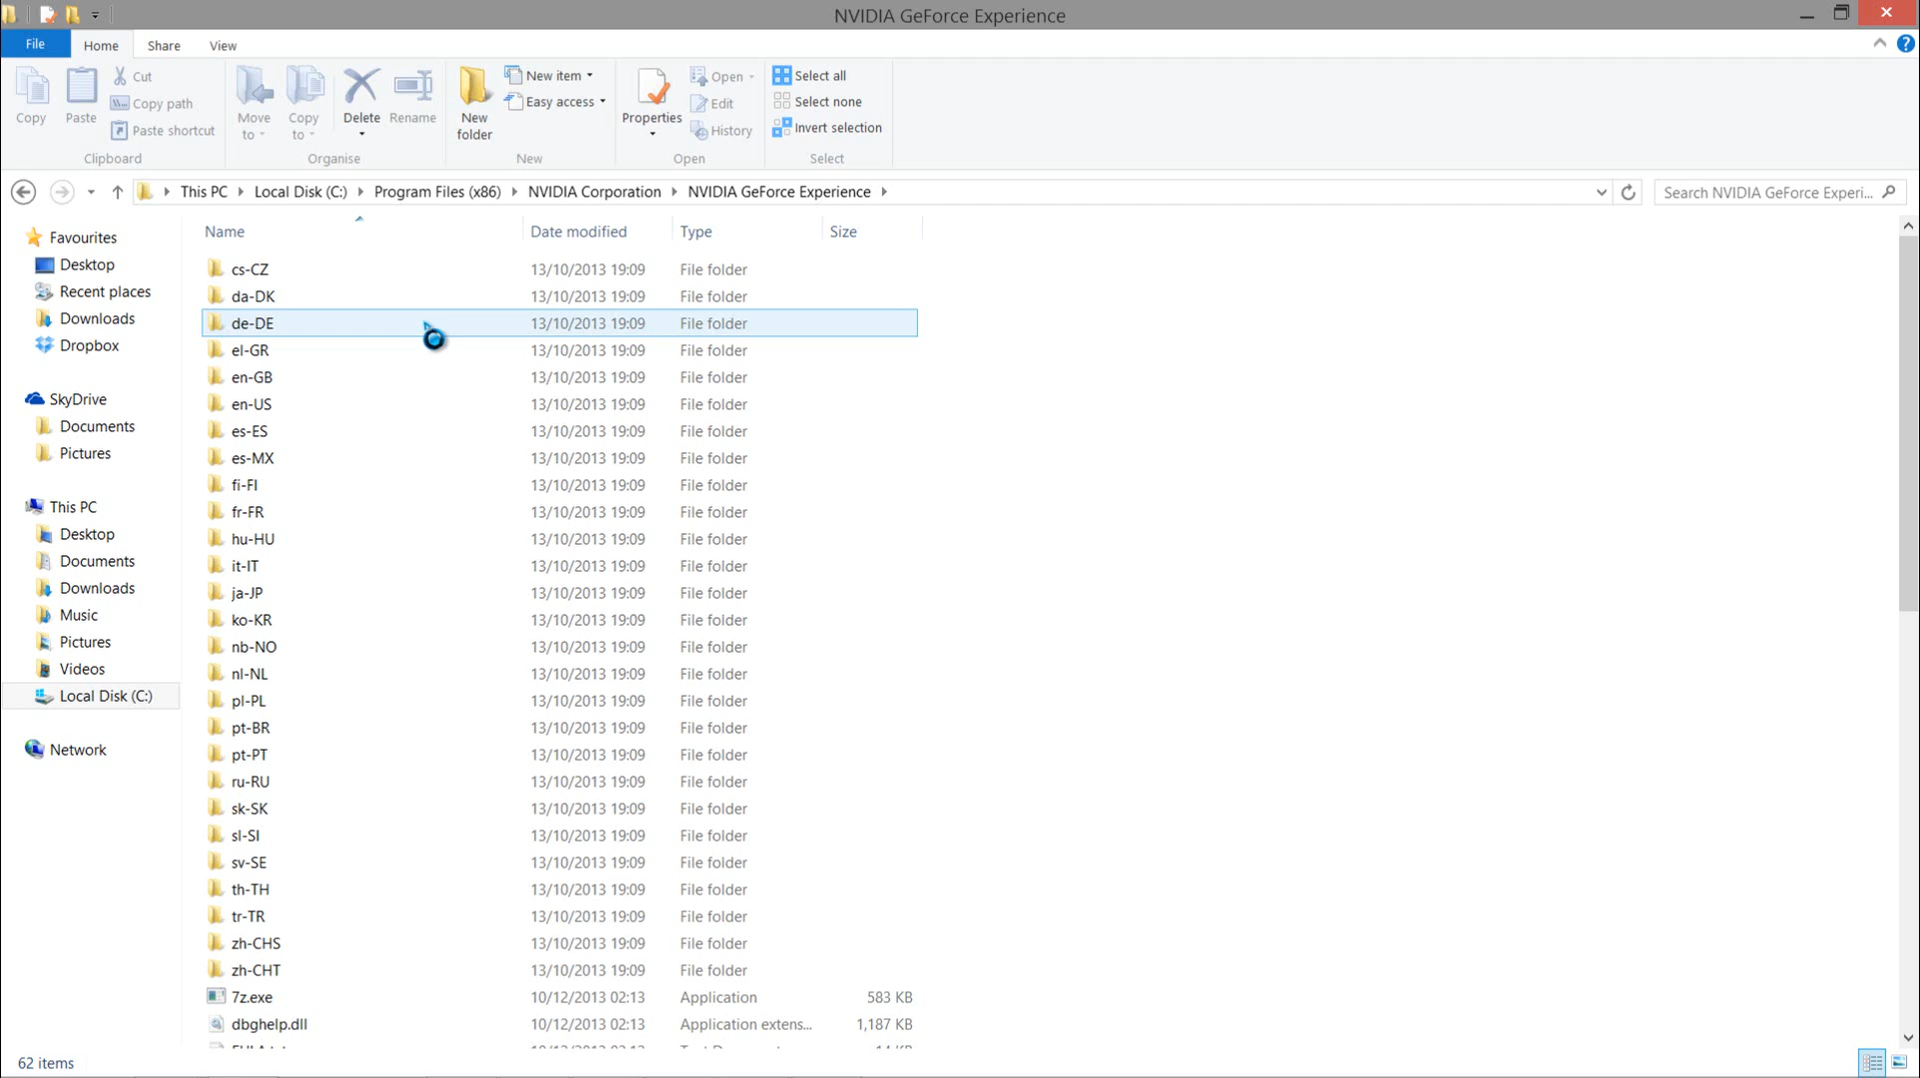 NVIDIA GeForce Experience
File Home Share View
Copy
Paste
Cut
Copy path
Paste shortcut
Clipboard
Move to
Copy to
Delete
Rename
Organise
New folder
New item
Easy access
New
Properties
Open
Edit
History
Open
Select all
Select none
Invert selection
Select
This PC Local Disk (C:) Program Files (x86) NVIDIA Corporation NVIDIA GeForce Experience
Search NVIDIA GeForce Experi...
Favourites
Desktop
Recent places
Downloads
Dropbox
SkyDrive
Documents
Pictures
This PC
Desktop
Documents
Downloads
Music
Pictures
Videos
Local Disk (C:)
Network
Name Date modified Type Size
cs-CZ 13/10/2013 19:09 File folder
da-DK 13/10/2013 19:09 File folder
de-DE 13/10/2013 19:09 File folder
el-GR 13/10/2013 19:09 File folder
en-GB 13/10/2013 19:09 File folder
en-US 13/10/2013 19:09 File folder
es-ES 13/10/2013 19:09 File folder
es-MX 13/10/2013 19:09 File folder
fi-FI 13/10/2013 19:09 File folder
fr-FR 13/10/2013 19:09 File folder
hu-HU 13/10/2013 19:09 File folder
it-IT 13/10/2013 19:09 File folder
ja-JP 13/10/2013 19:09 File folder
ko-KR 13/10/2013 19:09 File folder
nb-NO 13/10/2013 19:09 File folder
nl-NL 13/10/2013 19:09 File folder
pl-PL 13/10/2013 19:09 File folder
pt-BR 13/10/2013 19:09 File folder
pt-PT 13/10/2013 19:09 File folder
ru-RU 13/10/2013 19:09 File folder
sk-SK 13/10/2013 19:09 File folder
sl-SI 13/10/2013 19:09 File folder
sv-SE 13/10/2013 19:09 File folder
th-TH 13/10/2013 19:09 File folder
tr-TR 13/10/2013 19:09 File folder
zh-CHS 13/10/2013 19:09 File folder
zh-CHT 13/10/2013 19:09 File folder
7z.exe 10/12/2013 02:13 Application 583 KB
dbghelp.dll 10/12/2013 02:13 Application extens... 1,187 KB
62 items